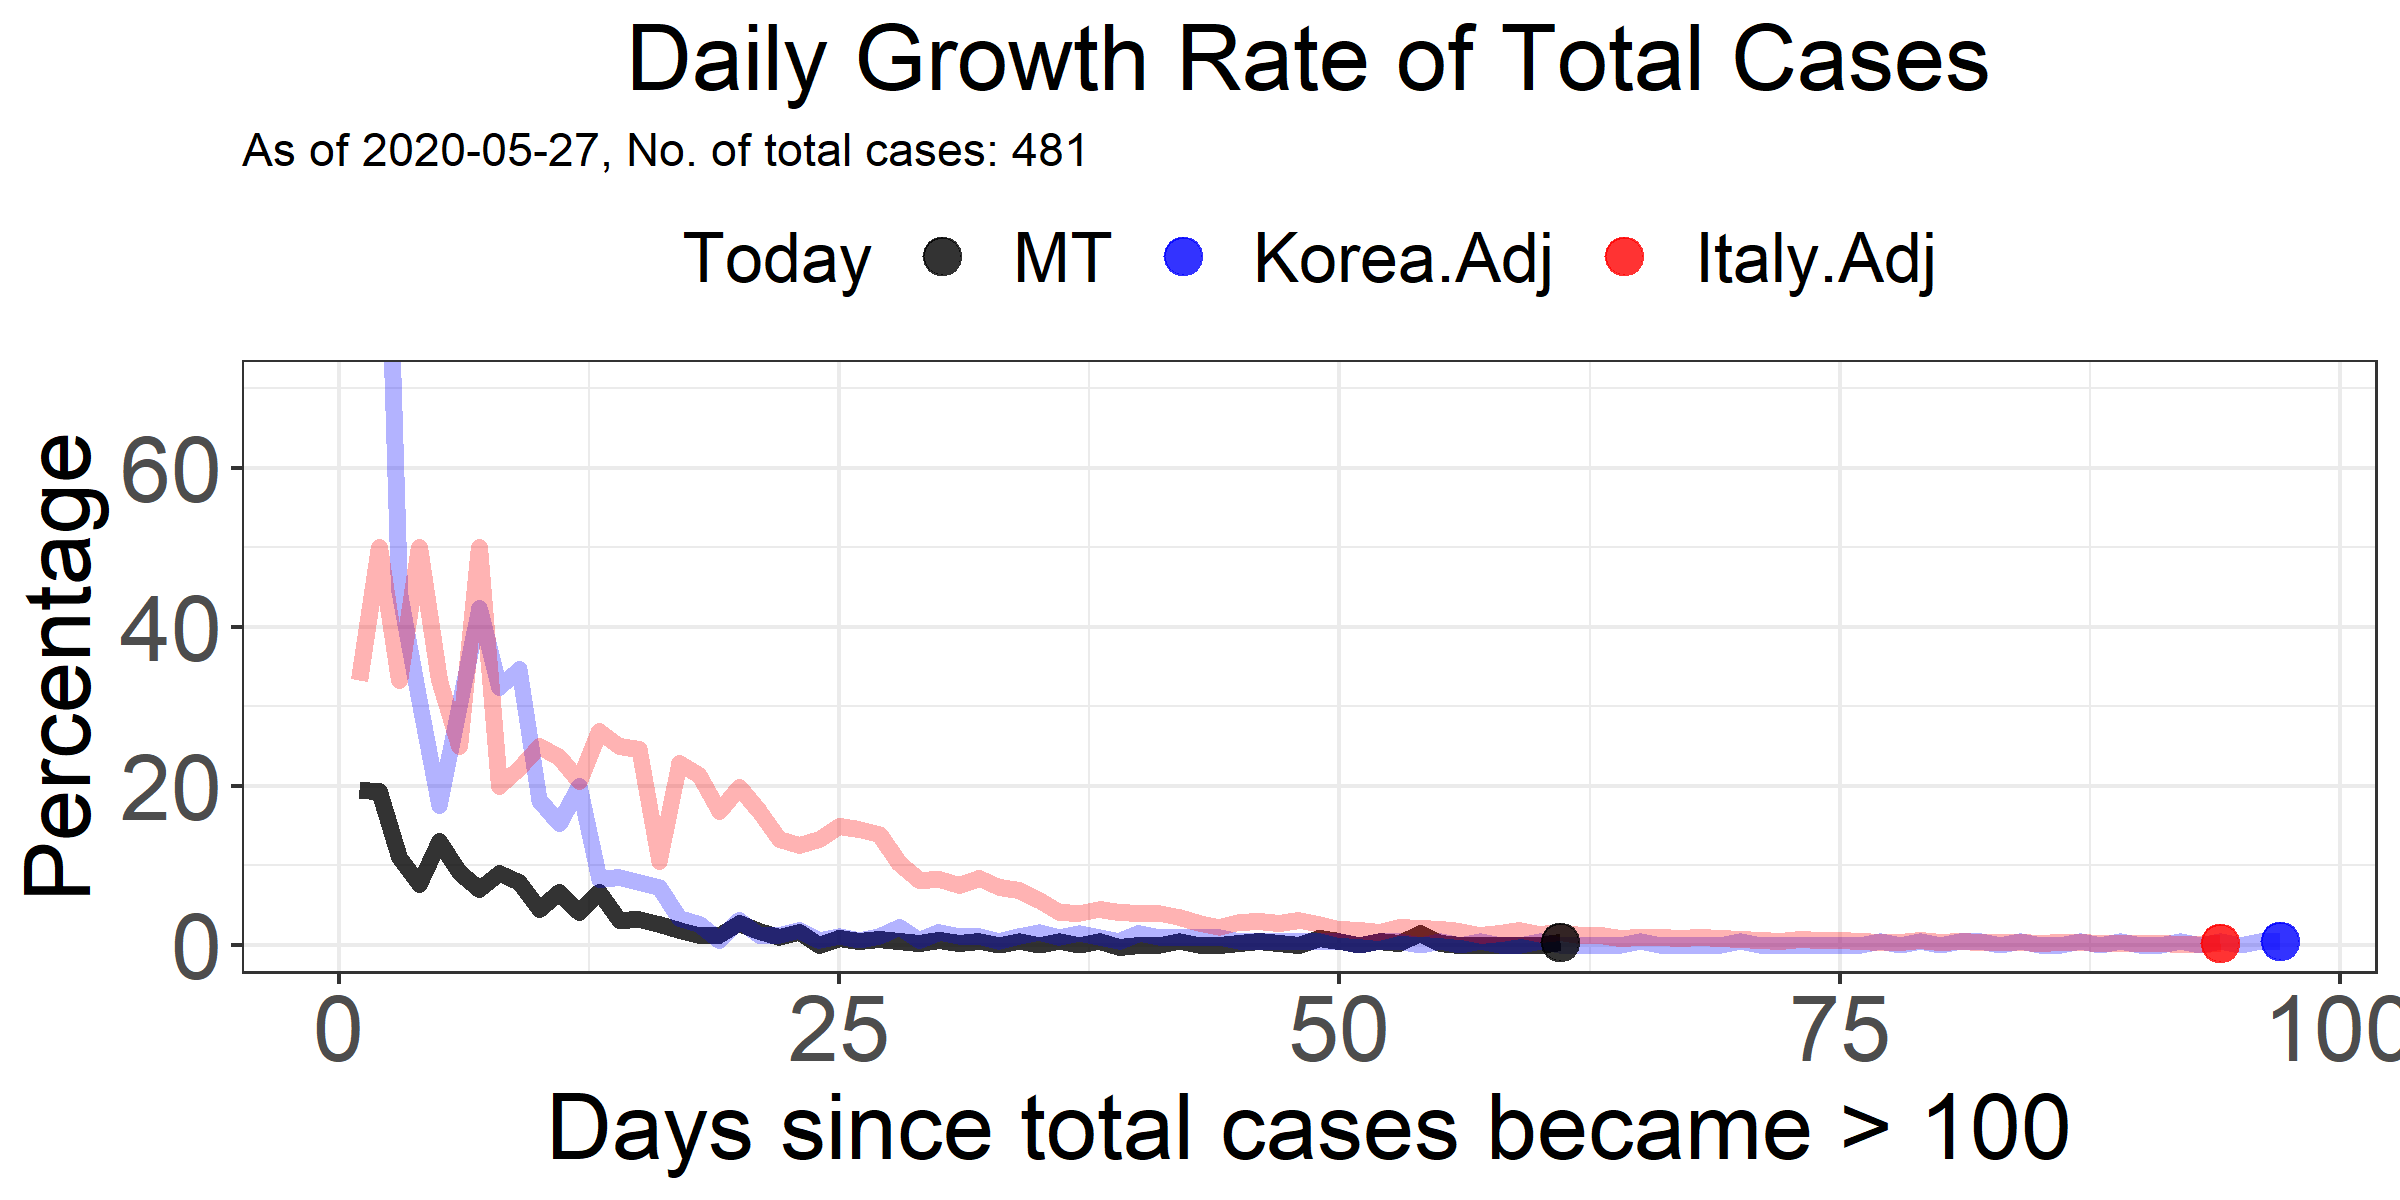 Daily Growth Rate of Total Cases
As of 2020-05-27, No. of total cases: 481
Today MT Korea.Adj Italy.Adj
Percentage
60
40
20
0
0 25 50 75 100
Days since total cases became > 100